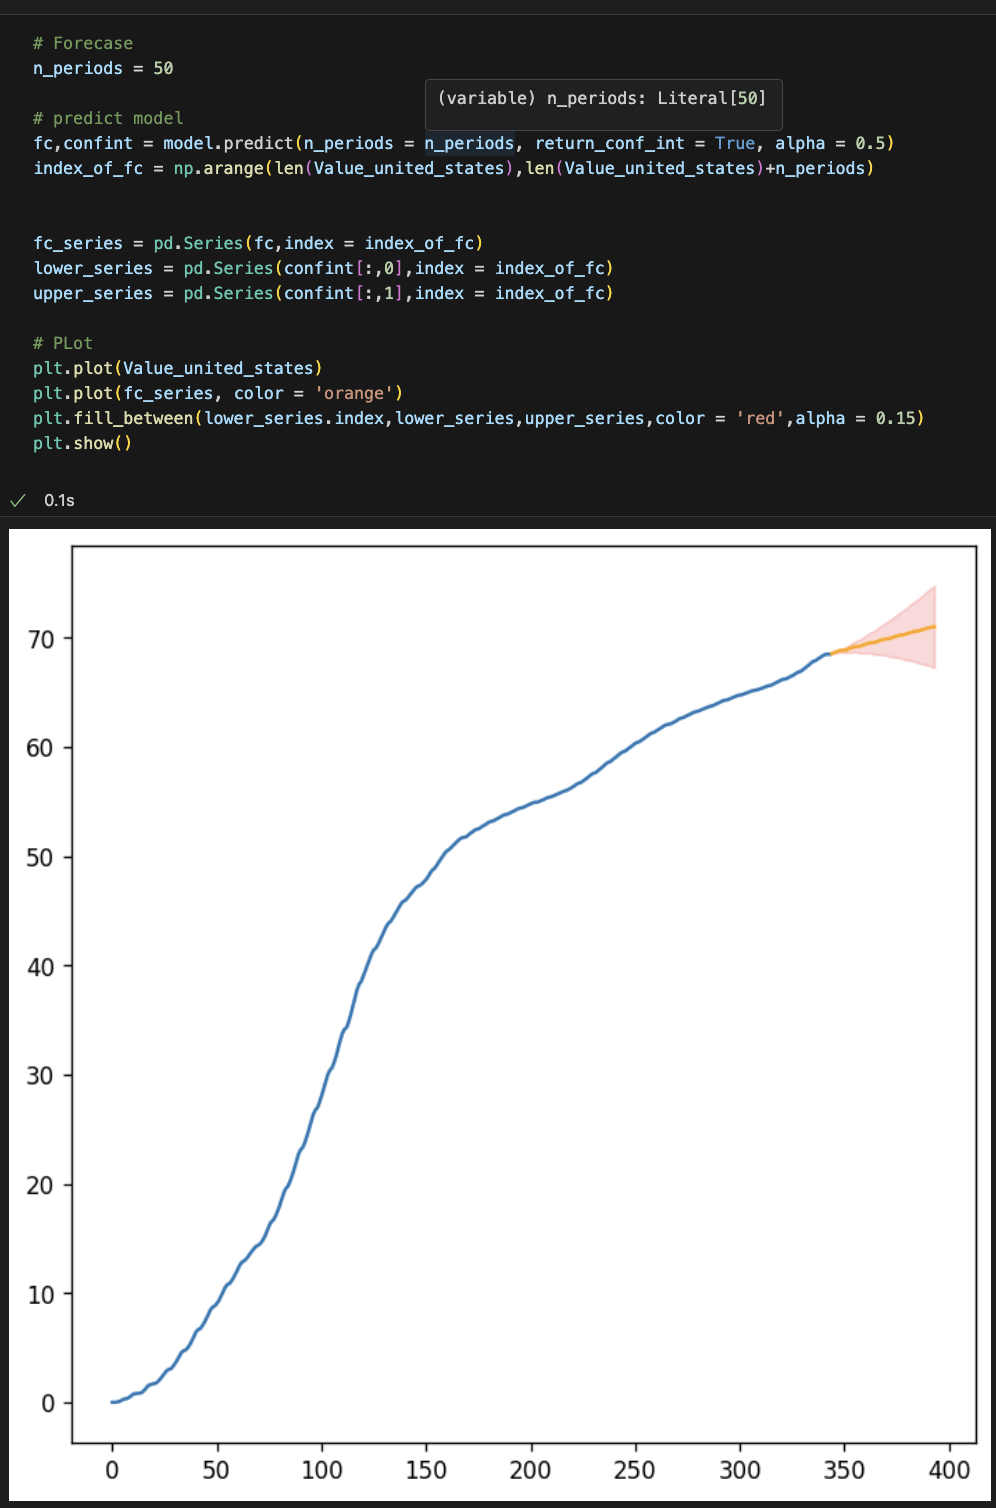 # Forecase
n_periods = 50
(variable) n_periods: Literal[50]
# predict model
fc,confint = model.predict(n_periods = n_periods, return_conf_int = True, alpha = 0.5)
index_of_fc = np.arange(len(Value_united_states),len(Value_united_states)+n_periods)
fc_series = pd.Series(fc,index = index_of_fc)
lower_series = pd.Series(confint[:,0],index = index_of_fc)
upper_series = pd.Series(confint[:,1],index = index_of_fc)
# PLot
plt.plot(Value_united_states)
plt.plot(fc_series, color = 'orange')
plt.fill_between(lower_series.index,lower_series,upper_series,color = 'red',alpha = 0.15)
plt.show()
0.1s
70
60
50
40
30
20
10
0
0 50 100 150 200 250 300 350 400